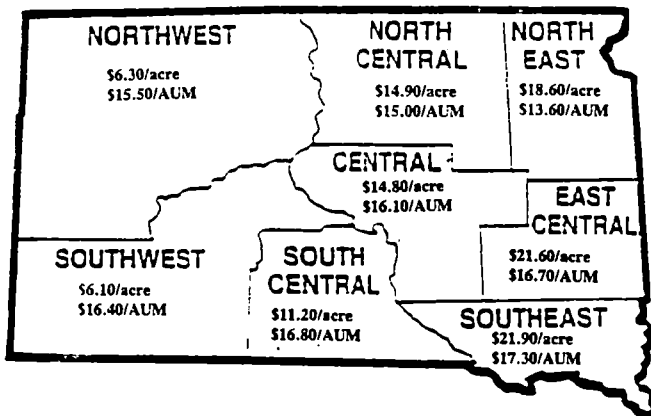 NORTHWEST
$6.30/acre
$15.50/AUM
NORTH
CENTRAL
$14.90/acre
$15.00/AUM
NORTH
EAST
$18.60/acre
$13.60/AUM
CENTRAL
$14.80/acre
$16.10/AUM
EAST
CENTRAL
$21.60/acre
$16.70/AUM
SOUTHWEST
$6.10/acre
$16.40/AUM
SOUTH
CENTRAL
$11.20/acre
$16.80/AUM
SOUTHEAST
$21.90/acre
$17.30/AUM